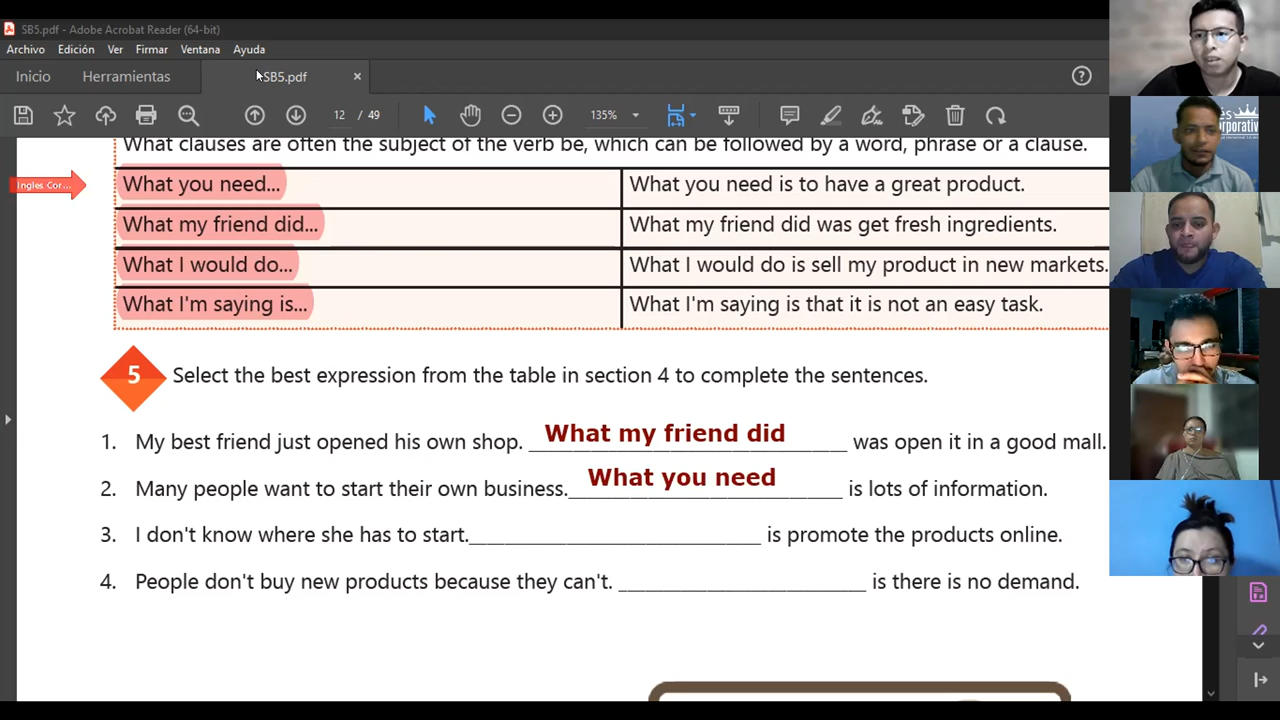 SB5.pdf - Adobe Acrobat Reader (64-bit)
Archivo Edición Ver Firmar Ventana Ayuda
Inicio Herramientas SB5.pdf ×
12 / 49 135%
What clauses are often the subject of the verb be, which can be followed by a word, phrase or a clause.
Ingles Cor...
What you need... What you need is to have a great product.
What my friend did... What my friend did was get fresh ingredients.
What I would do... What I would do is sell my product in new markets.
What I'm saying is... What I'm saying is that it is not an easy task.
5 Select the best expression from the table in section 4 to complete the sentences.
1. My best friend just opened his own shop. What my friend did was open it in a good mall.
2. Many people want to start their own business. What you need is lots of information.
3. I don't know where she has to start.____ is promote the products online.
4. People don't buy new products because they can't. ____ is there is no demand.